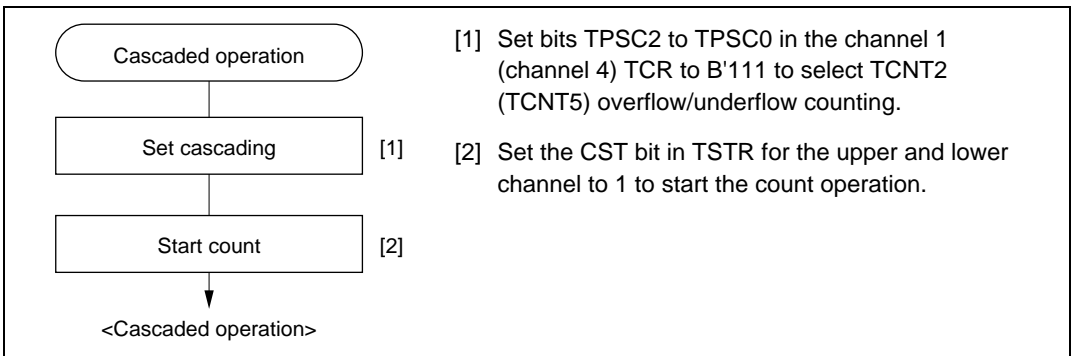 Cascaded operation
Set cascading
[1]
Start count
[2]
<Cascaded operation>
[1] Set bits TPSC2 to TPSC0 in the channel 1
(channel 4) TCR to B'111 to select TCNT2
(TCNT5) overflow/underflow counting.
[2] Set the CST bit in TSTR for the upper and lower
channel to 1 to start the count operation.